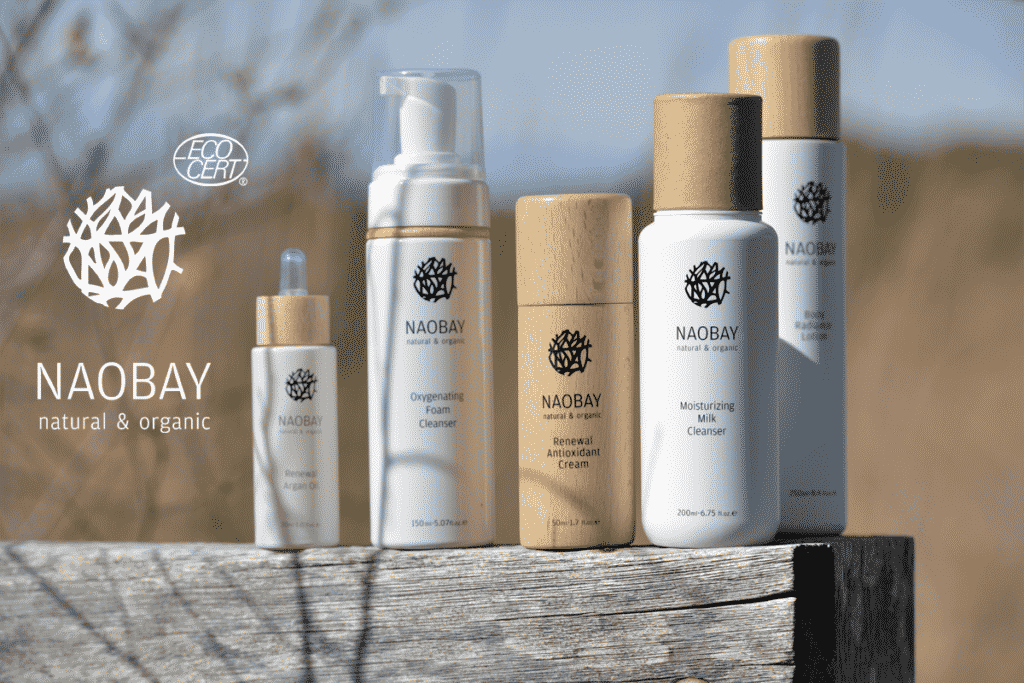 ECO
CERT
®
NAOBAY
natural & organic
NAOBAY
natural & organic
Renewal
Argan Oil
NAOBAY
natural & organic
Oxygenating
Foam
Cleanser
150ml·5.07fl.oz.℮
NAOBAY
natural & organic
Renewal
Antioxidant
Cream
50ml·1.7 fl.oz.℮
NAOBAY
natural & organic
Moisturizing
Milk
Cleanser
200ml·6.75 fl.oz.℮
NAOBAY
natural & organic
Body
Radiance
Lotion